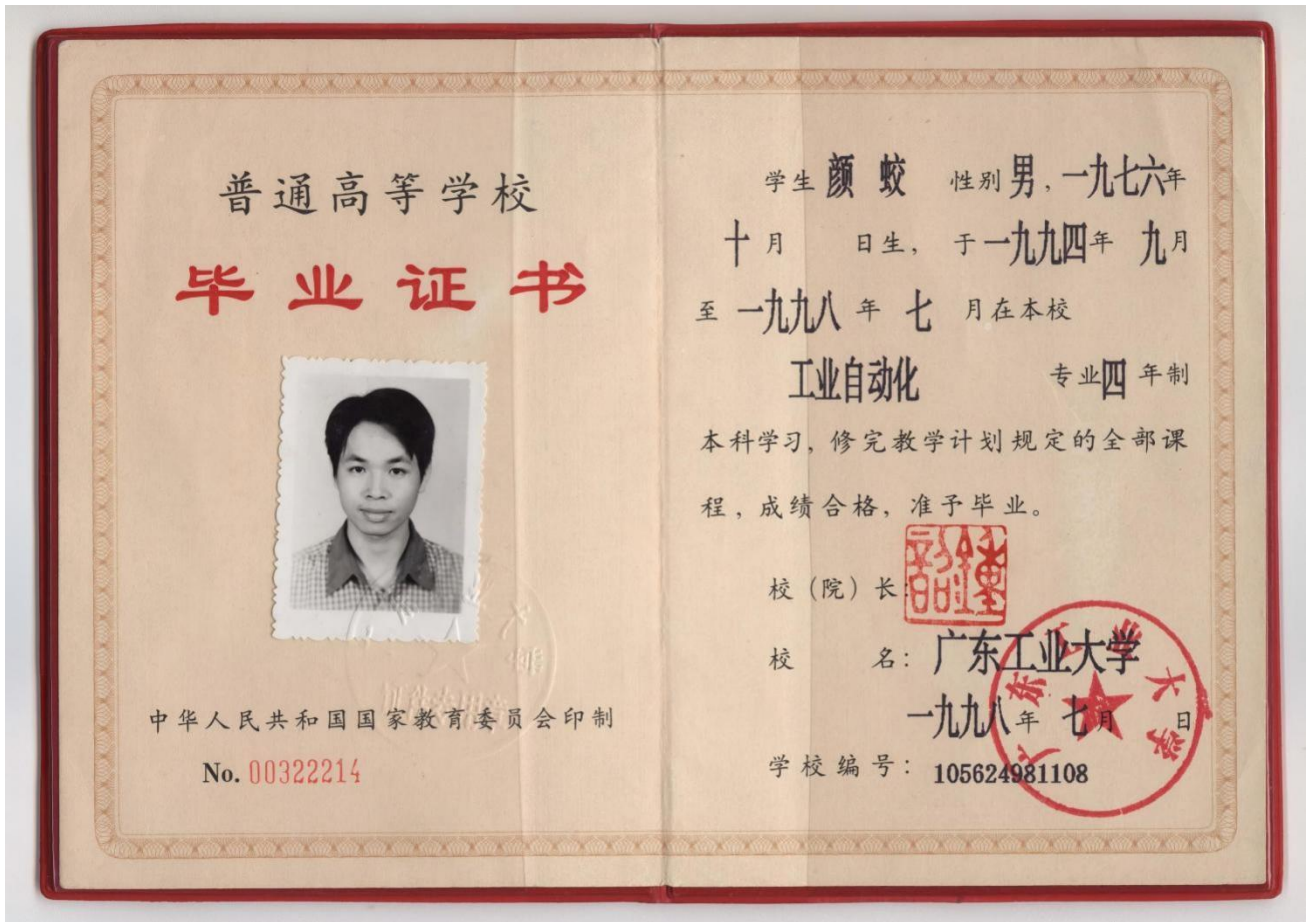 普通高等学校
毕业证书
中华人民共和国国家教育委员会印制
No. 00322214
学生 颜 蛟 性别 男，一九七六年
十月 日生，于一九九四年 九月
至 一九九八 年 七 月在本校
工业自动化 专业四 年制
本科学习，修完教学计划规定的全部课
程，成绩合格，准予毕业。
校（院）长：
校 名：广东工业大学
一九九八年 七月 日
学校编号：105624981108
广东工业大学